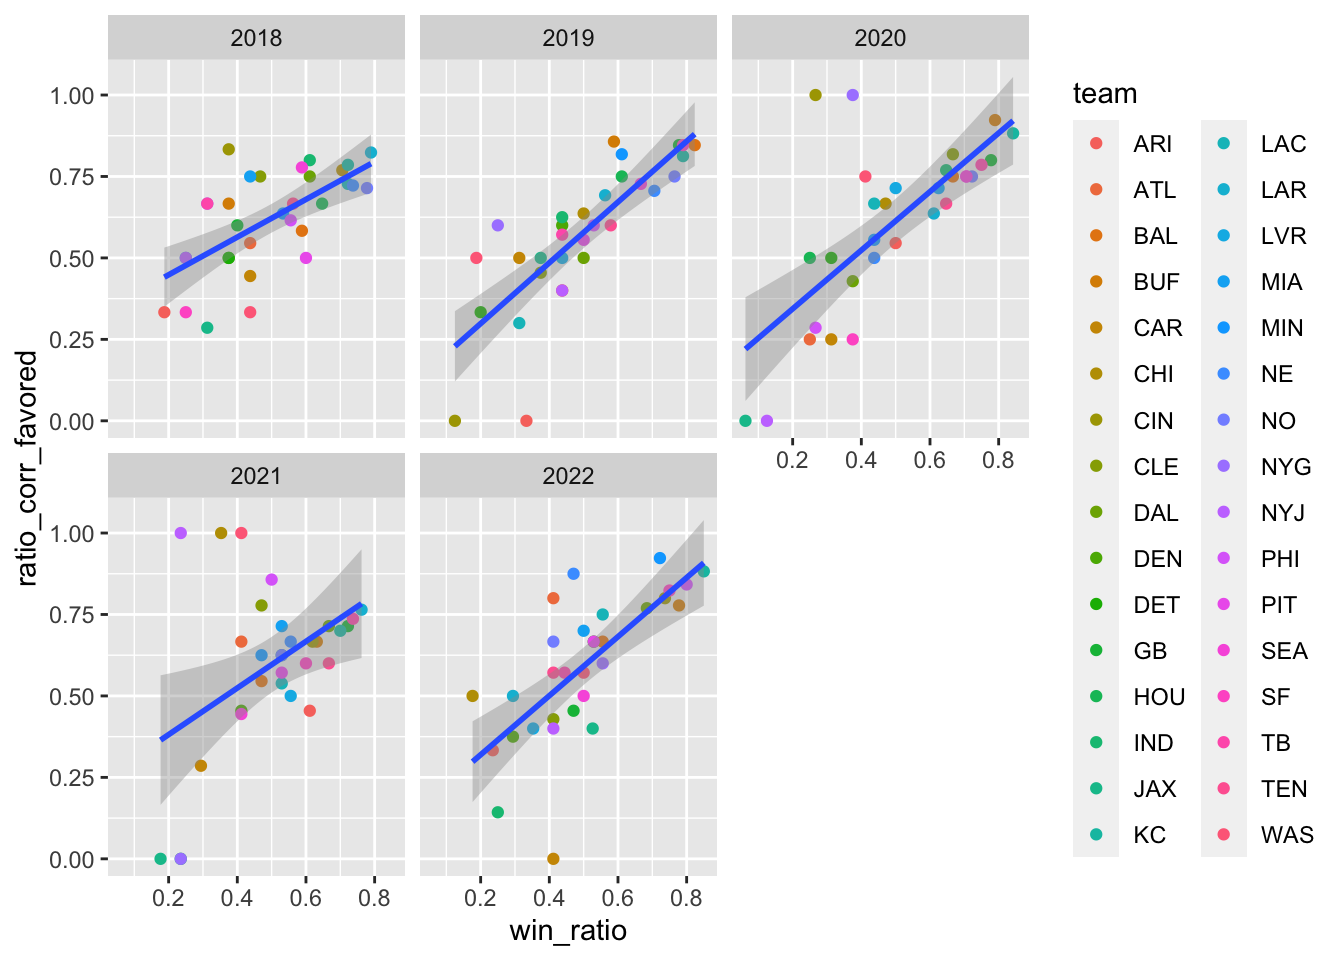 2018
2019
2020
1.00
0.75
0.50
0.25
0.00
0.2 0.4 0.6 0.8
2021
2022
1.00
0.75
0.50
0.25
0.00
0.2 0.4 0.6 0.8
0.2 0.4 0.6 0.8
win_ratio
ratio_corr_favored
team
ARI
ATL
BAL
BUF
CAR
CHI
CIN
CLE
DAL
DEN
DET
GB
HOU
IND
JAX
KC
LAC
LAR
LVR
MIA
MIN
NE
NO
NYG
NYJ
PHI
PIT
SEA
SF
TB
TEN
WAS